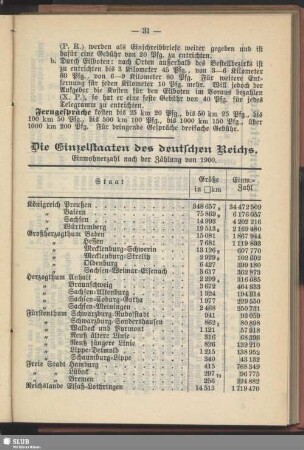 — 31 —
(P. R.) werden als Einschreibbriefe weiter gegeben und ist
dafür eine Gebühr von 20 Pfg. zu entrichten.
b. Durch Eilboten: nach Orten außerhalb des Bestellbezirks ist
zu entrichten bis 3 Kilometer 45 Pfg., von 3—6 Kilometer
60 Pfg., von 6—9 Kilometer 80 Pfg. Für weitere Ent
fernungen für jeden Kilometer 10 Pfg. mehr. Will jedoch der
Aufgeber die Kosten für den Eilboten im Voraus bezahlen
(X. P.), so hat er eine feste Gebühr von 40 Pfg. für jedes
Telegramm zu entrichten.
Ferngespräche kosten bis 25 km 20 Pfg., bis 50 km 25 Pfg., bis
100 km 50 Pfg., bis 500 km 100 Pfg., bis 1000 km 150 Pfg., über
1000 km 200 Pfg. Für dringende Gespräche dreifache Gebühr.
Die Einzelstaaten des deutschen Reichs.
Einwohnerzahl nach der Zählung von 1900.
Staat Größe in □km Einw.- Zahl
Königreich Preußen 348 657 34 472 509
„ Baiern 75 869 6 176 057
„ Sachsen 14 993 4 202 216
„ Württemberg 19 513 2 169 480
Großherzogthum Baden 15 081 1 867 944
„ Hessen 7 681 1 119 893
„ Mecklenburg-Schwerin 13 126 607 770
„ Mecklenburg-Strelitz 2 929 102 602
„ Oldenburg 6 427 399 180
„ Sachsen-Weimar-Eisenach 3 617 362 873
Herzogthum Anhalt 2 299 316 085
„ Braunschweig 3 672 464 333
„ Sachsen-Altenburg 1 324 194 914
„ Sachsen-Coburg-Gotha 1 977 229 550
„ Sachsen-Meiningen 2 468 250 731
Fürstenthum Schwarzburg-Rudolstadt 941 93 059
„ Schwarzburg-Sondershausen 862 80 898
„ Waldeck und Pyrmont 1 121 57 918
„ Reuß ältere Linie 316 68 396
„ Reuß jüngere Linie 826 139 210
„ Lippe-Detmold 1 215 138 952
„ Schaumburg-Lippe 340 43 132
Freie Stadt Hamburg 415 768 349
„ Lübeck 297 96 775
„ Bremen 256 224 882
Reichslande Elsaß-Lothringen 14 513 1 719 470
SLUB